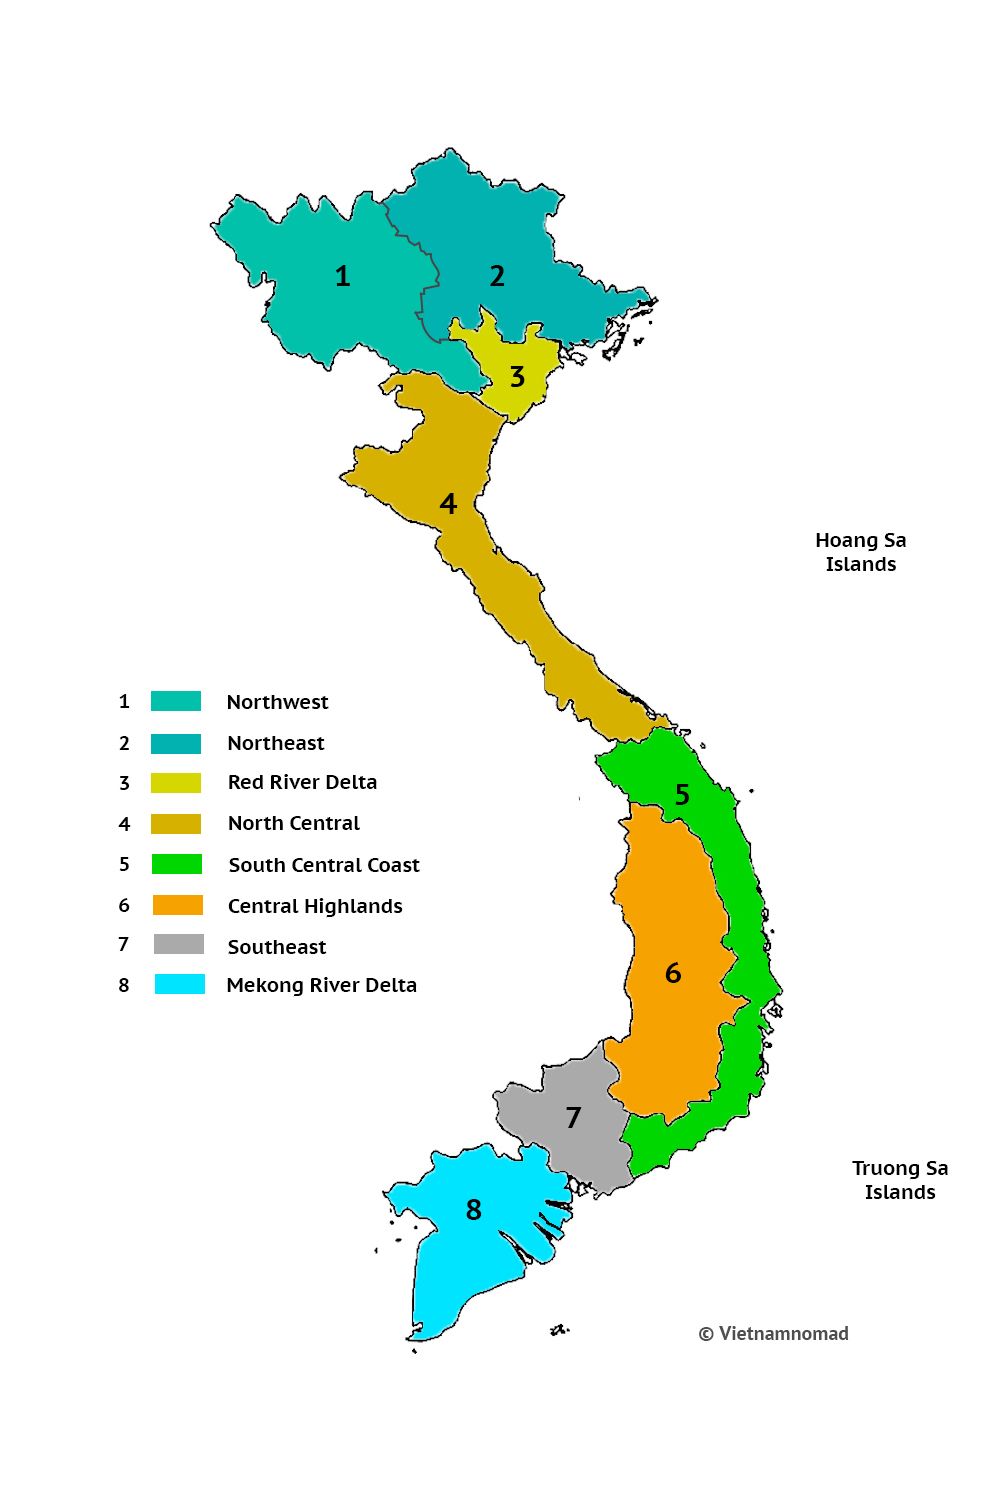 1
2
3
4
Hoang Sa
Islands
1 Northwest
2 Northeast
3 Red River Delta
4 North Central
5 South Central Coast
6 Central Highlands
7 Southeast
8 Mekong River Delta
5
6
7
Truong Sa
Islands
8
© Vietnamnomad